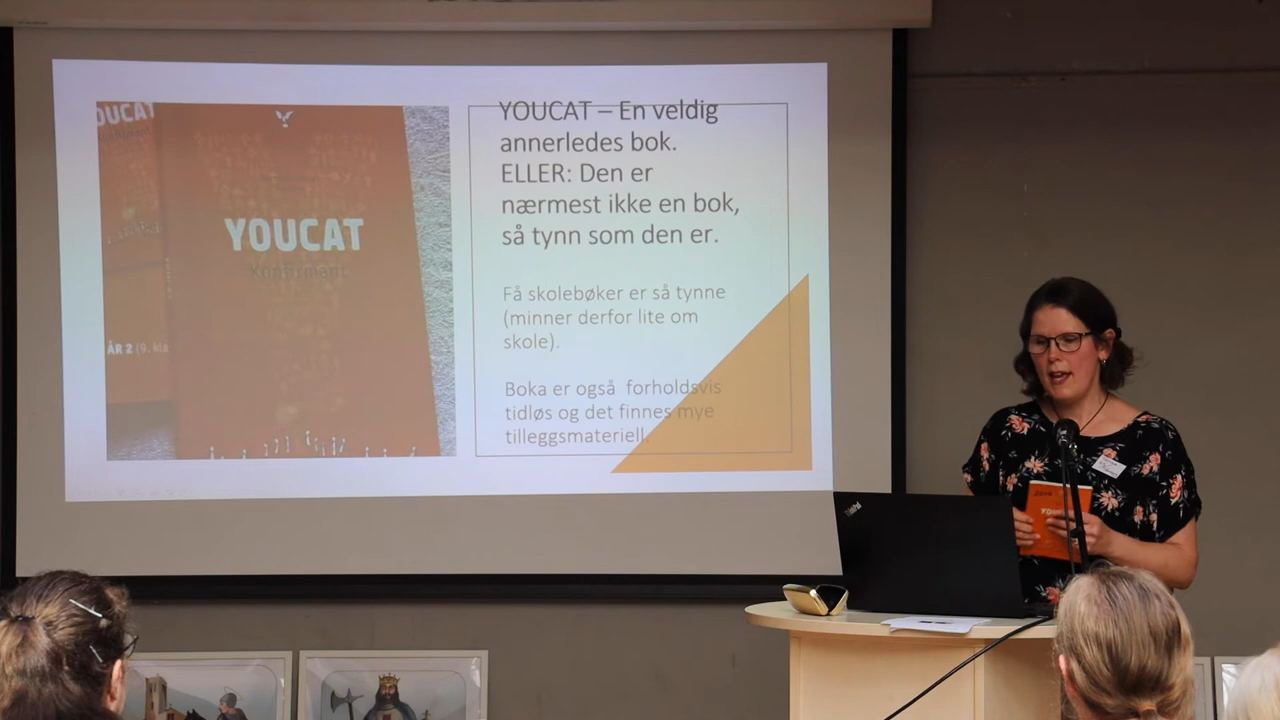 YOUCAT
ÅR 2 (9. kla
YOUCAT
Konfirment
YOUCAT – En veldig
annerledes bok.
ELLER: Den er
nærmest ikke en bok,
så tynn som den er.
Få skolebøker er så tynne
(minner derfor lite om
skole).
Boka er også forholdsvis
tidløs og det finnes mye
tilleggsmateriell.